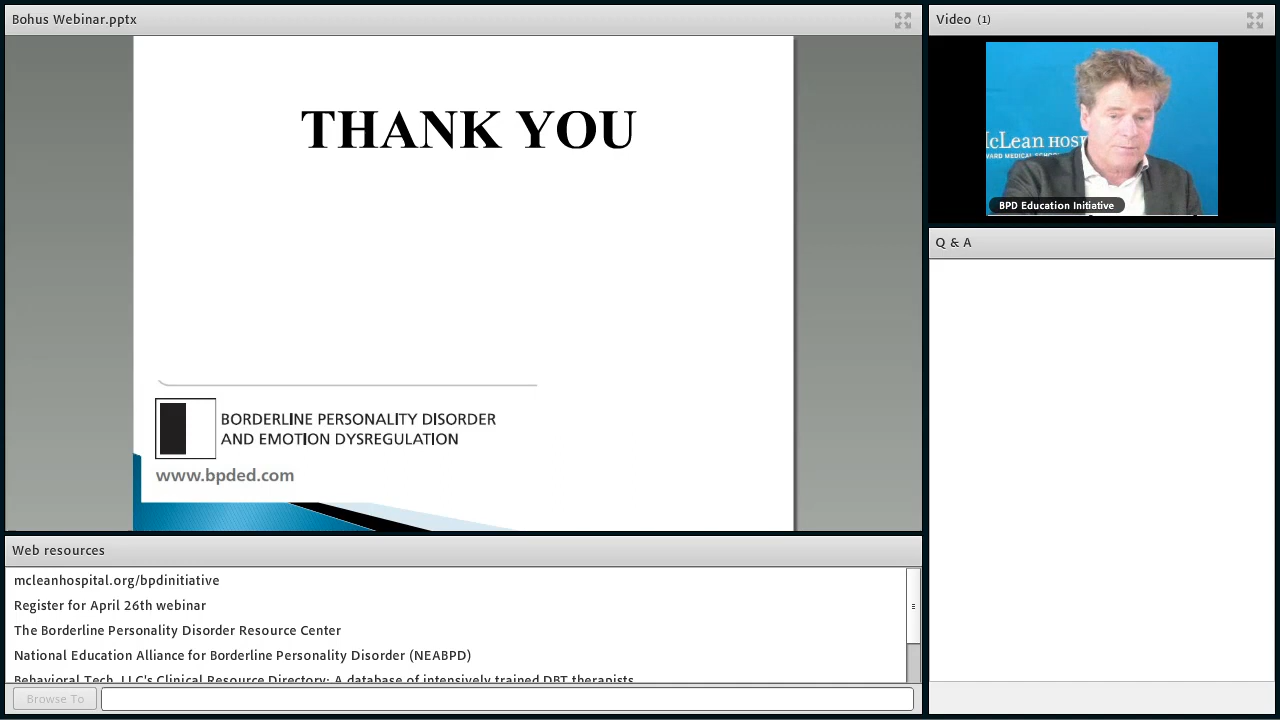 Bohus Webinar.pptx
THANK YOU
BORDERLINE PERSONALITY DISORDER
AND EMOTION DYSREGULATION
www.bpded.com
Web resources
mcleanhospital.org/bpdinitiative
Register for April 26th webinar
The Borderline Personality Disorder Resource Center
National Education Alliance for Borderline Personality Disorder (NEABPD)
Behavioral Tech, LLC's Clinical Resource Directory: A database of intensively trained DBT therapists
Browse To
Video (1)
McLean HOSP
VARD MEDICAL SCHOOL
BPD Education Initiative
Q & A